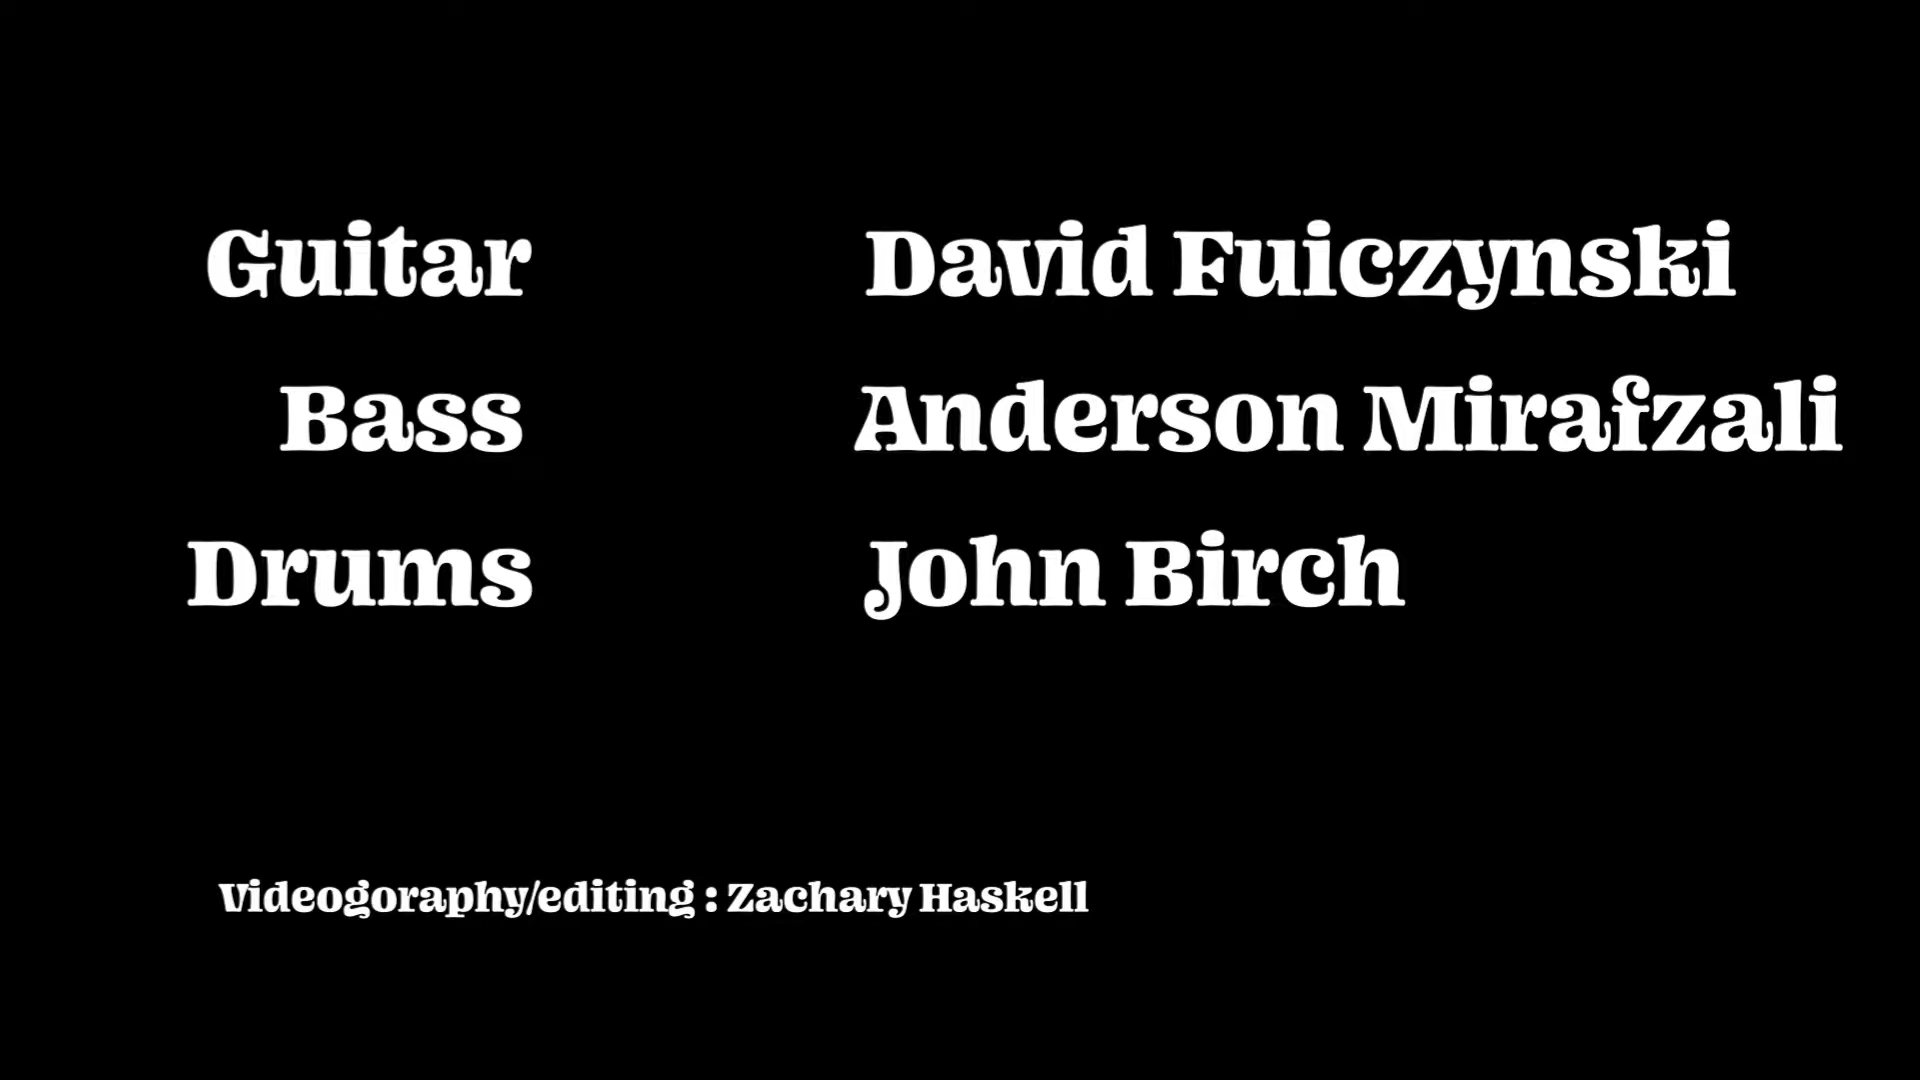 Guitar David Fuiczynski
Bass Anderson Mirafzali
Drums John Birch
Videogoraphy/editing : Zachary Haskell